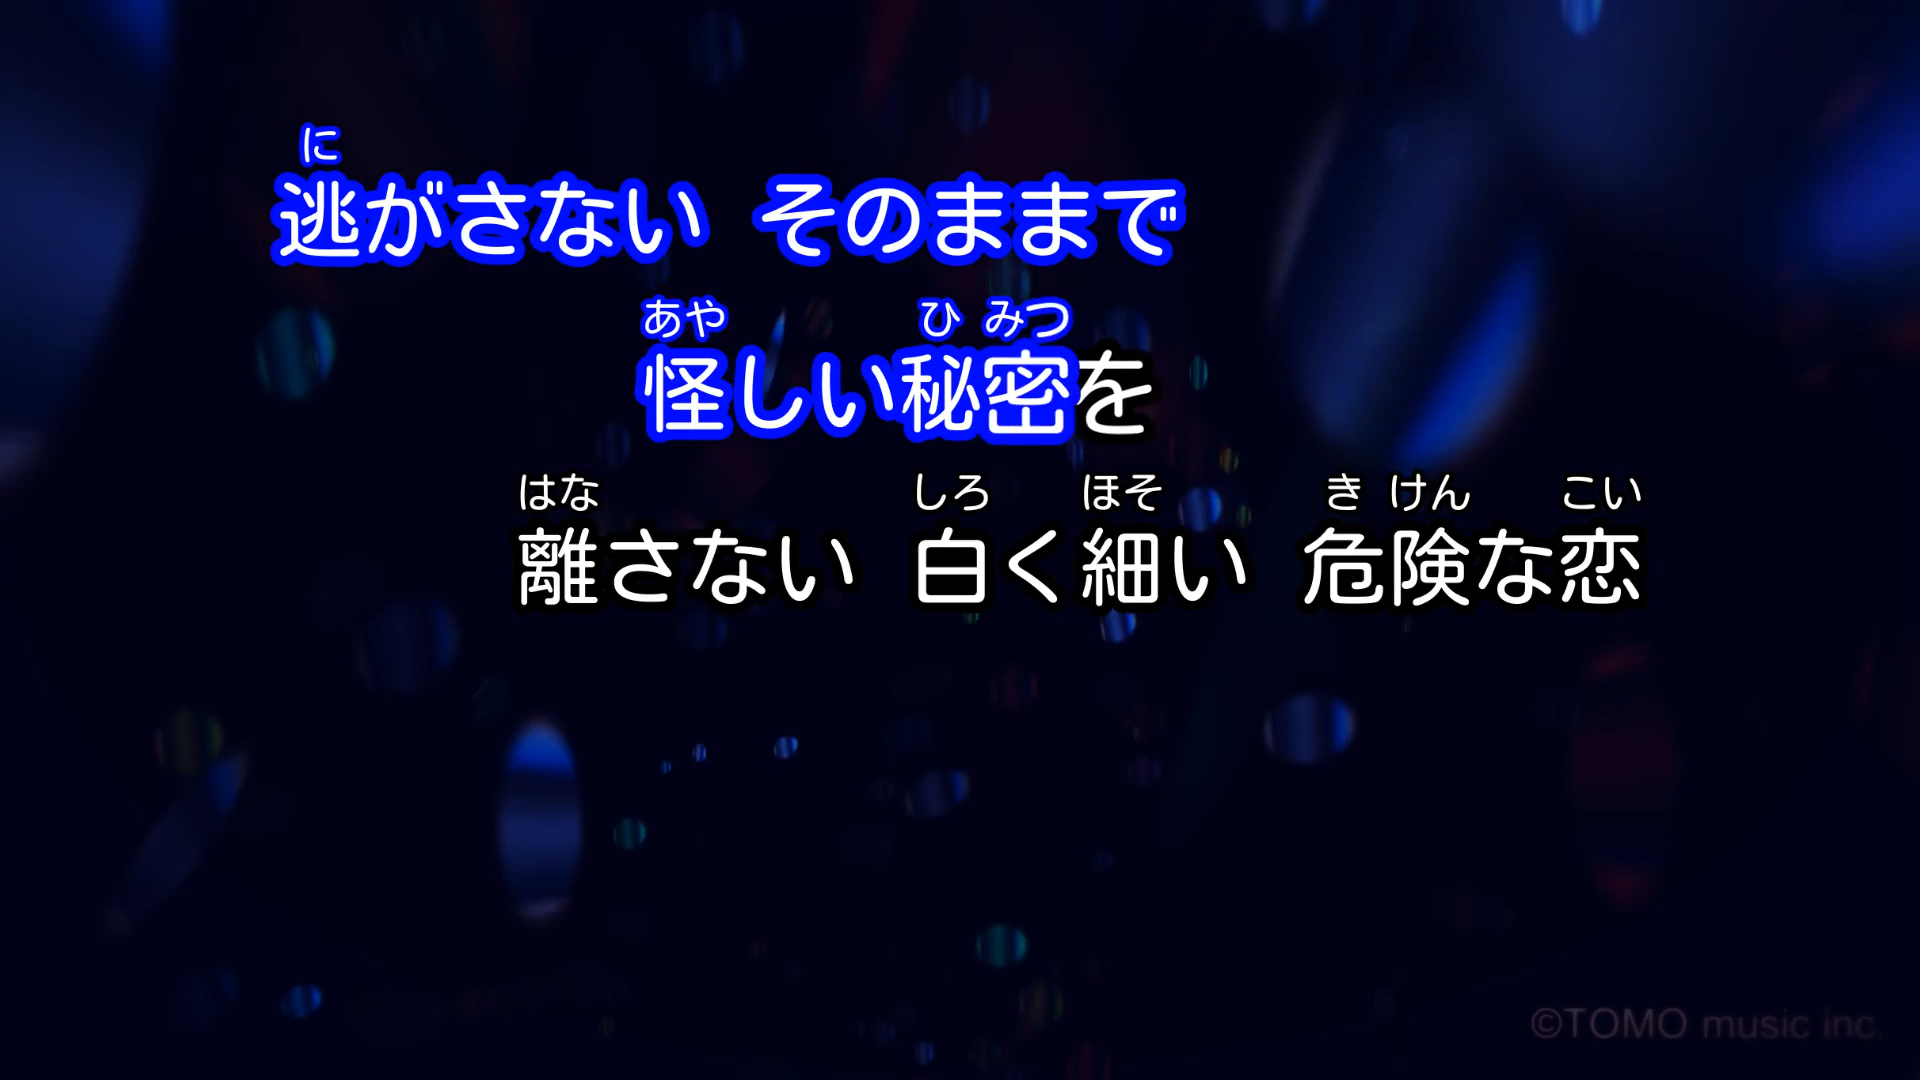 に
逃がさない そのままで
あや ひ みつ
怪しい秘密を
はな しろ ほそ き けん こい
離さない 白く細い 危険な恋
©TOMO music inc.